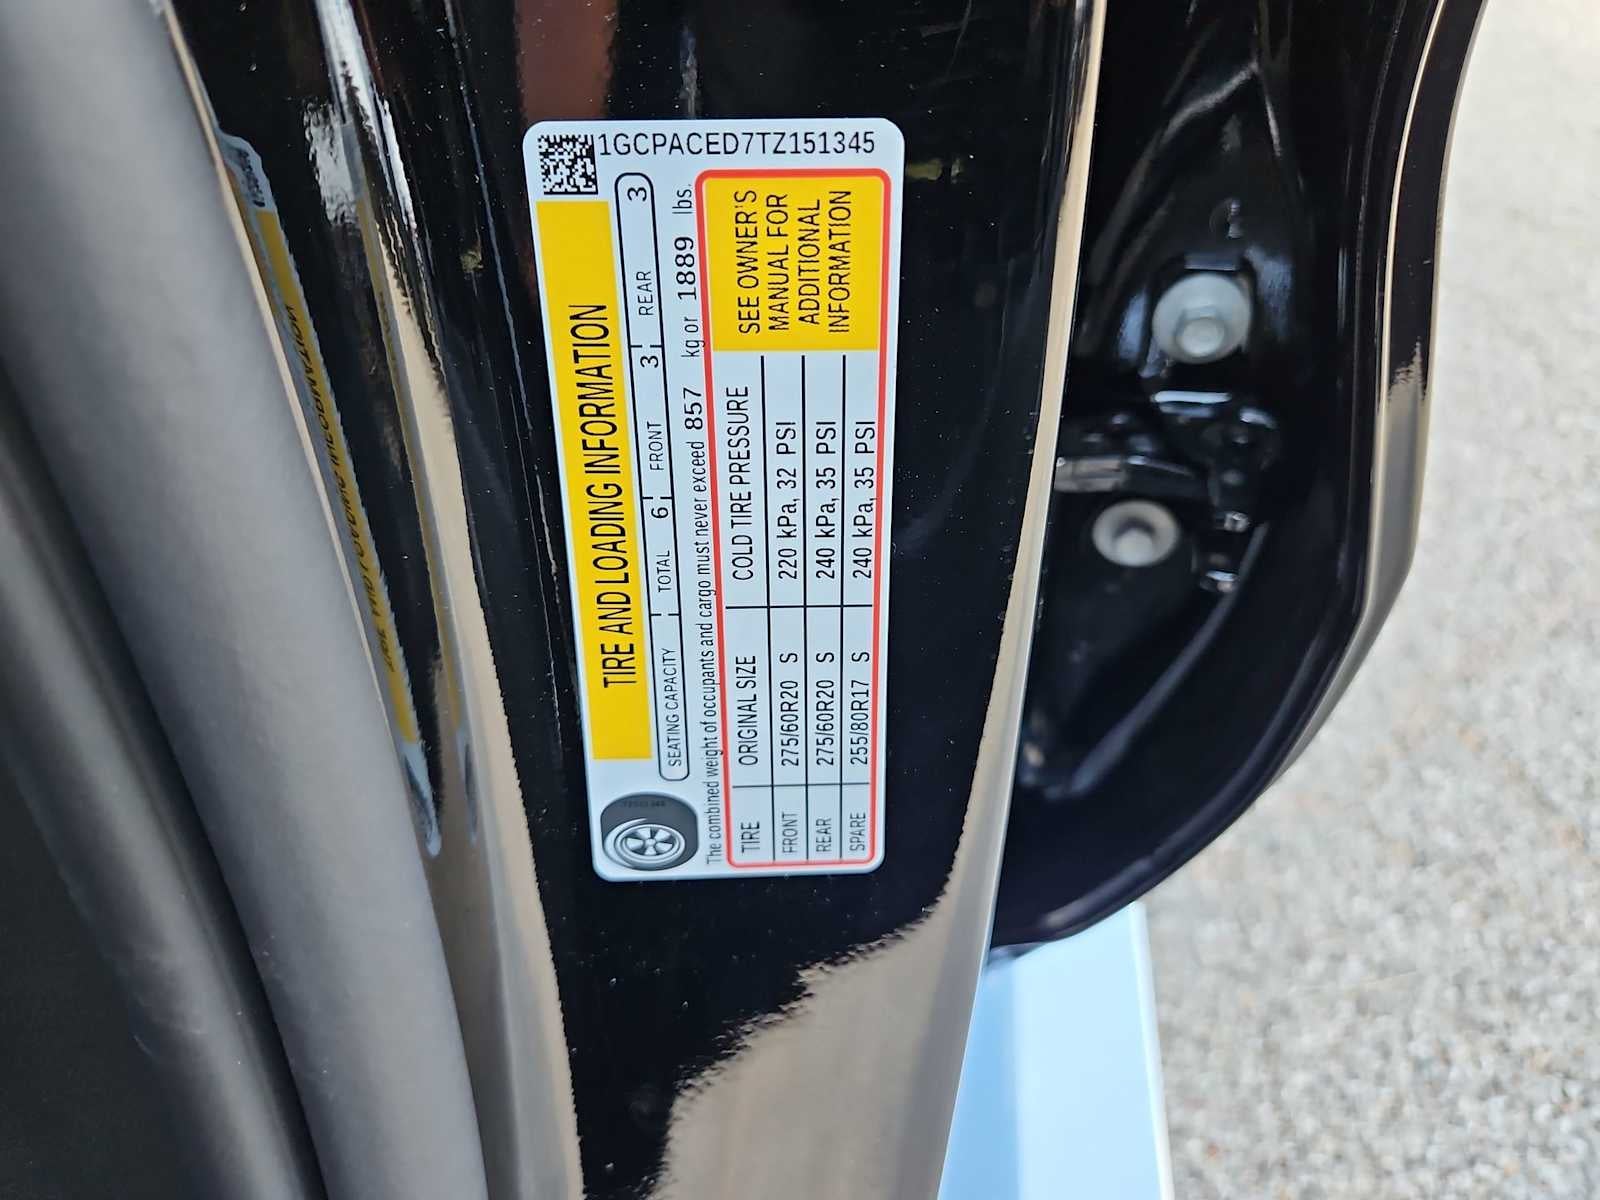 1GCPACED7TZ151345
TIRE AND LOADING INFORMATION
SEATING CAPACITY TOTAL 6 FRONT 3 REAR 3
The combined weight of occupants and cargo must never exceed 857 kg or 1889 lbs.
TIRE ORIGINAL SIZE COLD TIRE PRESSURE
FRONT 275/60R20 S 220 kPa, 32 PSI
REAR 275/60R20 S 240 kPa, 35 PSI
SPARE 255/80R17 S 240 kPa, 35 PSI
SEE OWNER'S
MANUAL FOR
ADDITIONAL
INFORMATION